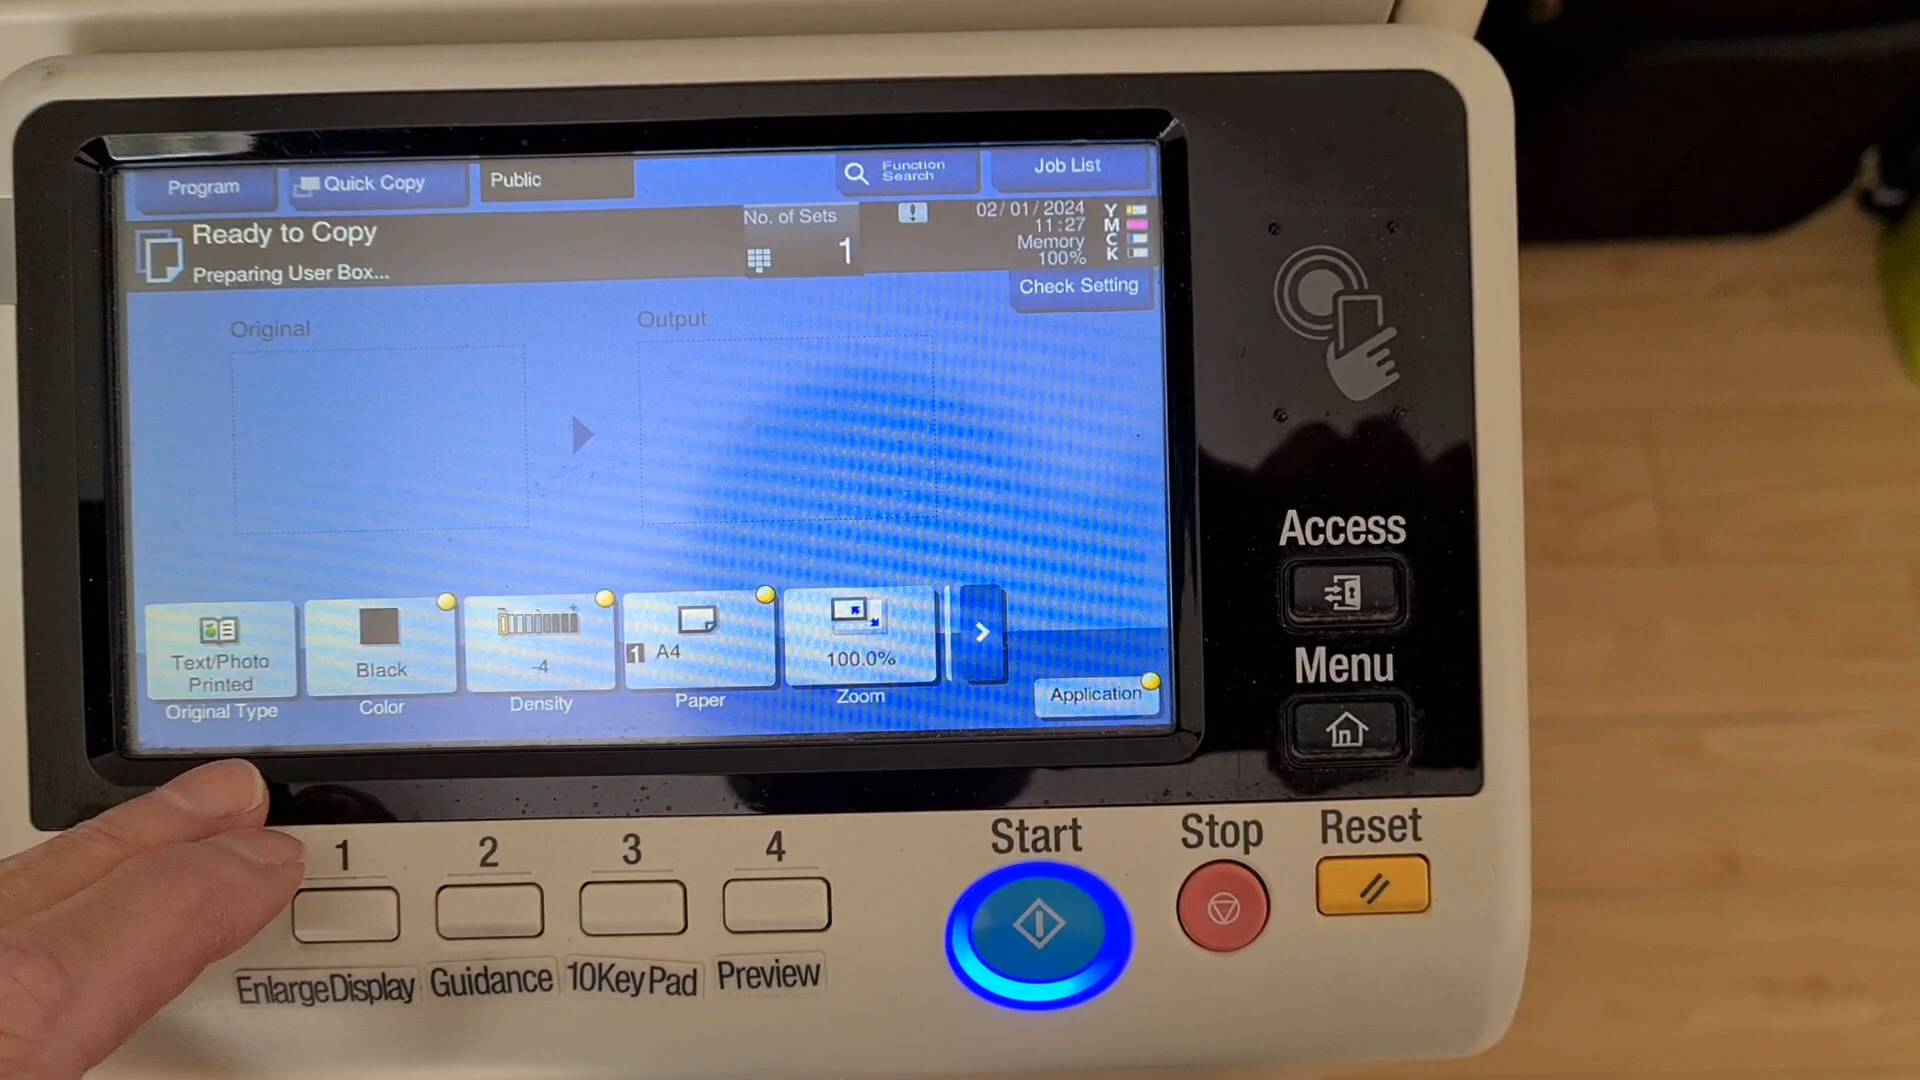 Program
Quick Copy
Public
Function
Search
Job List
Ready to Copy
Preparing User Box...
No. of Sets
1
02/01/2024
11:27
Memory
100%
Y
M
C
K
Check Setting
Original
Output
Text/Photo
Printed
Original Type
Black
Color
-4
Density
1 A4
Paper
100.0%
Zoom
Application
Access
Menu
1
2
3
4
Start
Stop
Reset
EnlargeDisplay
Guidance
10KeyPad
Preview